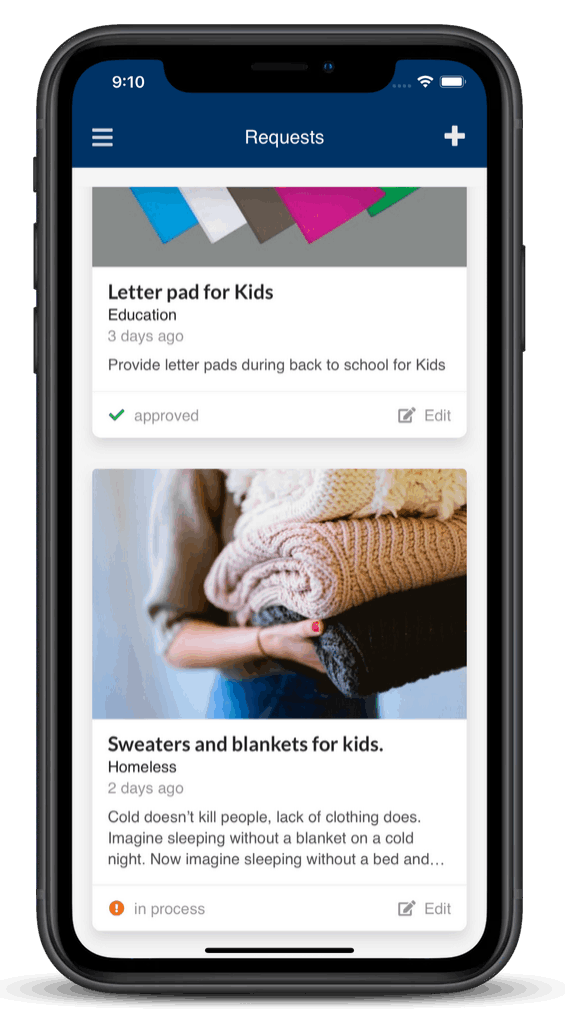 9:10
Requests
Letter pad for Kids
Education
3 days ago
Provide letter pads during back to school for Kids
approved
Edit
Sweaters and blankets for kids.
Homeless
2 days ago
Cold doesn’t kill people, lack of clothing does.
Imagine sleeping without a blanket on a cold
night. Now imagine sleeping without a bed and…
in process
Edit